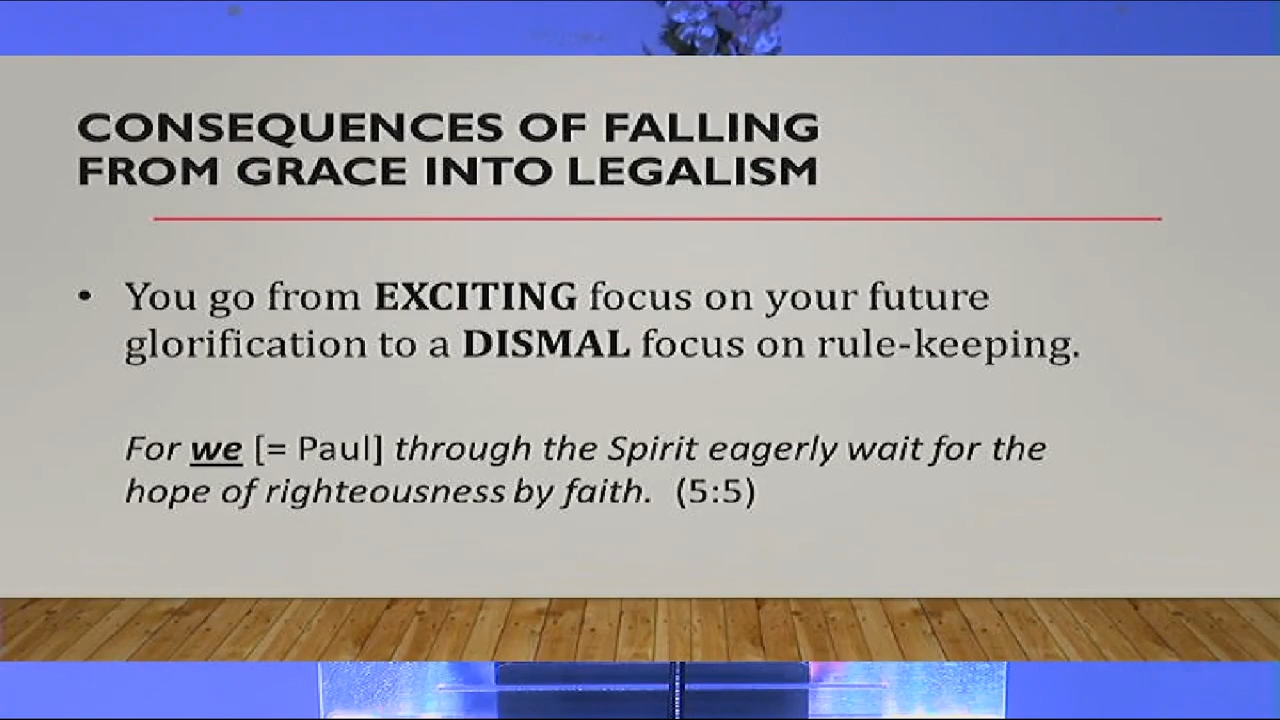 CONSEQUENCES OF FALLING
FROM GRACE INTO LEGALISM
• You go from EXCITING focus on your future
glorification to a DISMAL focus on rule-keeping.
For we [= Paul] through the Spirit eagerly wait for the
hope of righteousness by faith. (5:5)